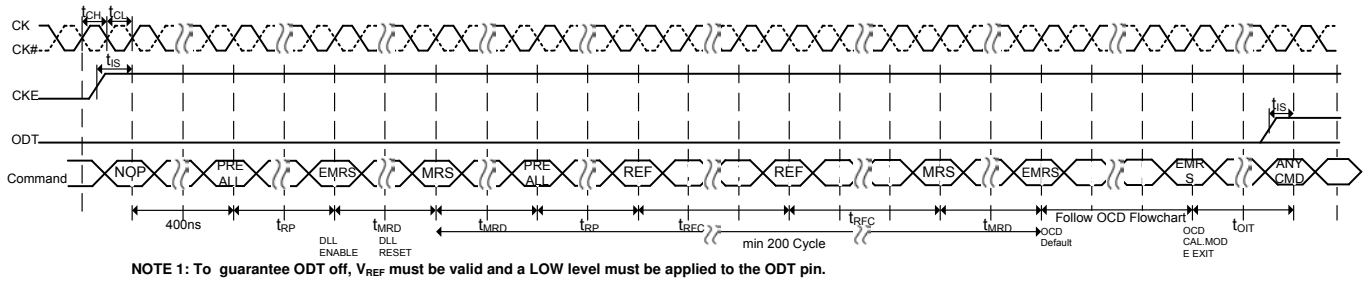 tCH tCL
CK
CK#
tIS
CKE
tIS
ODT
Command NOP PRE ALL EMRS MRS PRE ALL REF REF MRS EMRS EMR S ANY CMD
400ns tRP tMRD tMRD tRP tRFC tRFC tMRD Follow OCD Flowchart tOIT
min 200 Cycle
DLL ENABLE
DLL RESET
OCD Default
OCD CAL.MOD E EXIT
NOTE 1: To guarantee ODT off, VREF must be valid and a LOW level must be applied to the ODT pin.